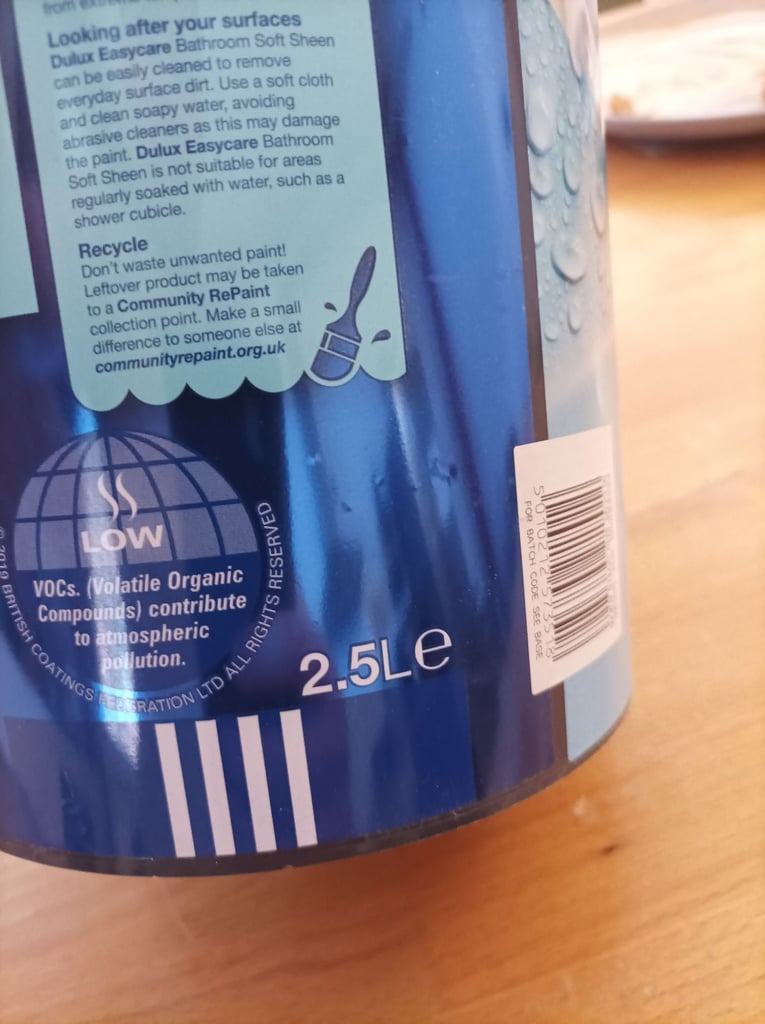 from
Looking after your surfaces
Dulux Easycare Bathroom Soft Sheen
can be easily cleaned to remove
everyday surface dirt. Use a soft cloth
and clean soapy water, avoiding
abrasive cleaners as this may damage
the paint. Dulux Easycare Bathroom
Soft Sheen is not suitable for areas
regularly soaked with water, such as a
shower cubicle.
Recycle
Don't waste unwanted paint!
Leftover product may be taken
to a Community RePaint
collection point. Make a small
difference to someone else at
communityrepaint.org.uk
LOW
VOCs. (Volatile Organic
Compounds) contribute
to atmospheric
pollution.
© 2019 BRITISH COATINGS FEDERATION LTD ALL RIGHTS RESERVED
2.5L e
FOR BATCH CODE SEE BASE